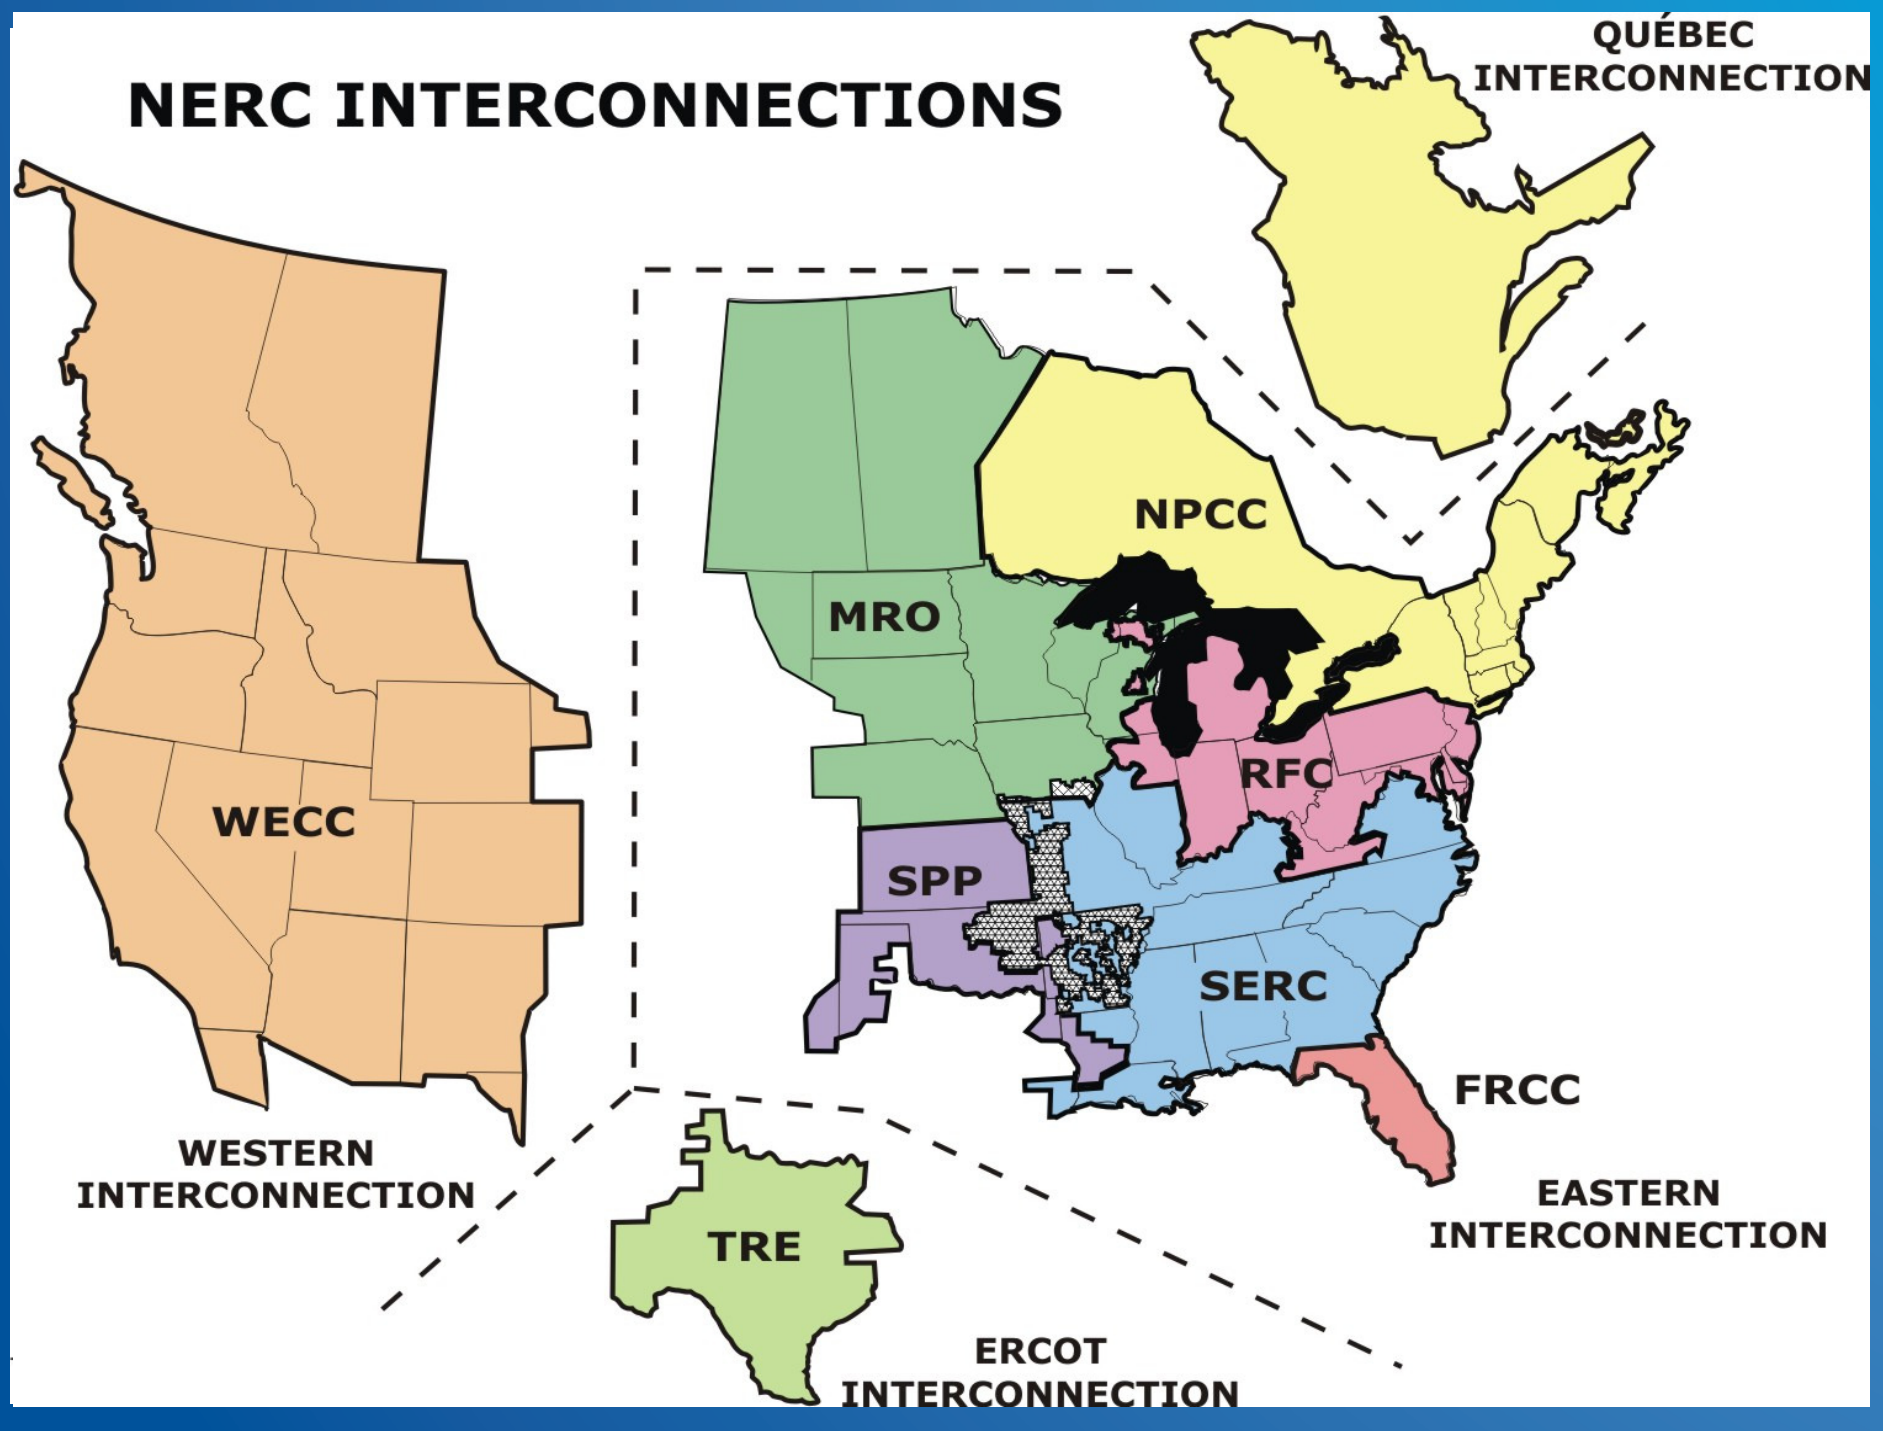 QUÉBEC
INTERCONNECTION
NERC INTERCONNECTIONS
NPCC
MRO
RFC
WECC
SPP
SERC
FRCC
WESTERN
INTERCONNECTION
EASTERN
INTERCONNECTION
TRE
ERCOT
INTERCONNECTION